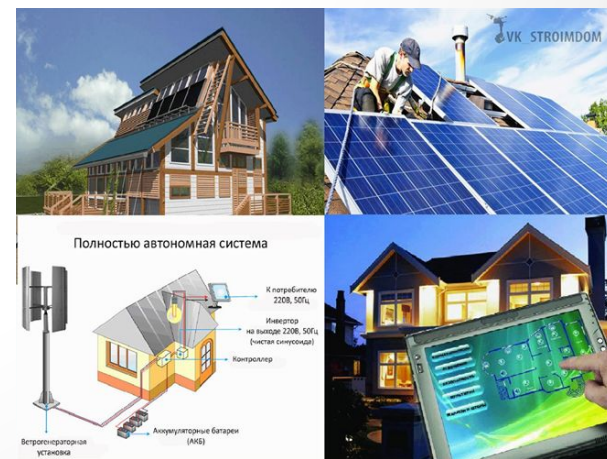 VK_STROIMDOM
Полностью автономная система
К потребителю
220В, 50Гц
Инвертор
на выходе 220В, 50Гц
(чистая синусоида)
Контроллер
Аккумуляторные батареи
(АКБ)
Ветрогенераторная
установка